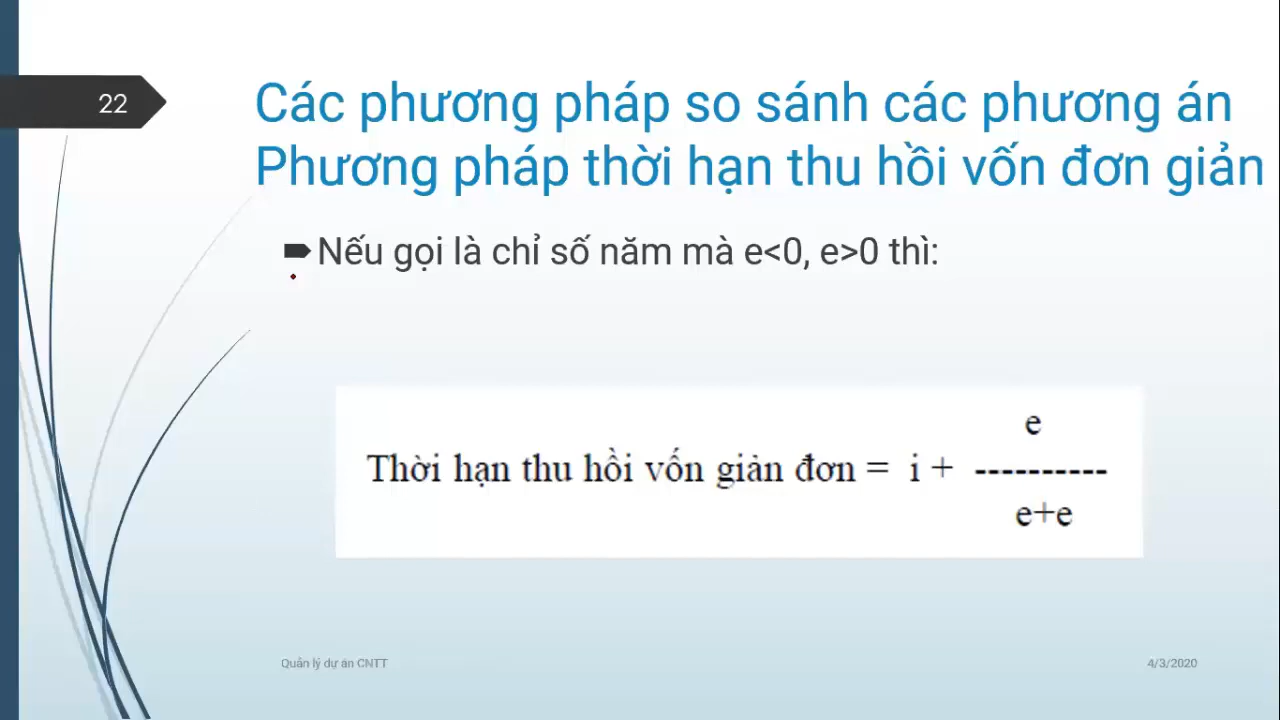 22
Các phương pháp so sánh các phương án
Phương pháp thời hạn thu hồi vốn đơn giản
Nếu gọi là chỉ số năm mà e<0, e>0 thì:
e
Thời hạn thu hồi vốn giản đơn = i + ----------
e+e
Quản lý dự án CNTT
4/3/2020